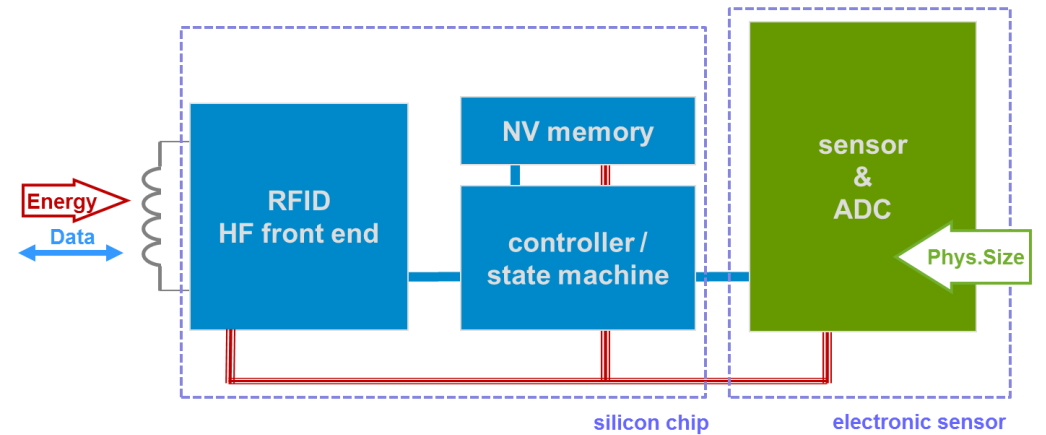 Energy
Data
RFID
HF front end
NV memory
controller /
state machine
sensor
&
ADC
Phys.Size
silicon chip
electronic sensor